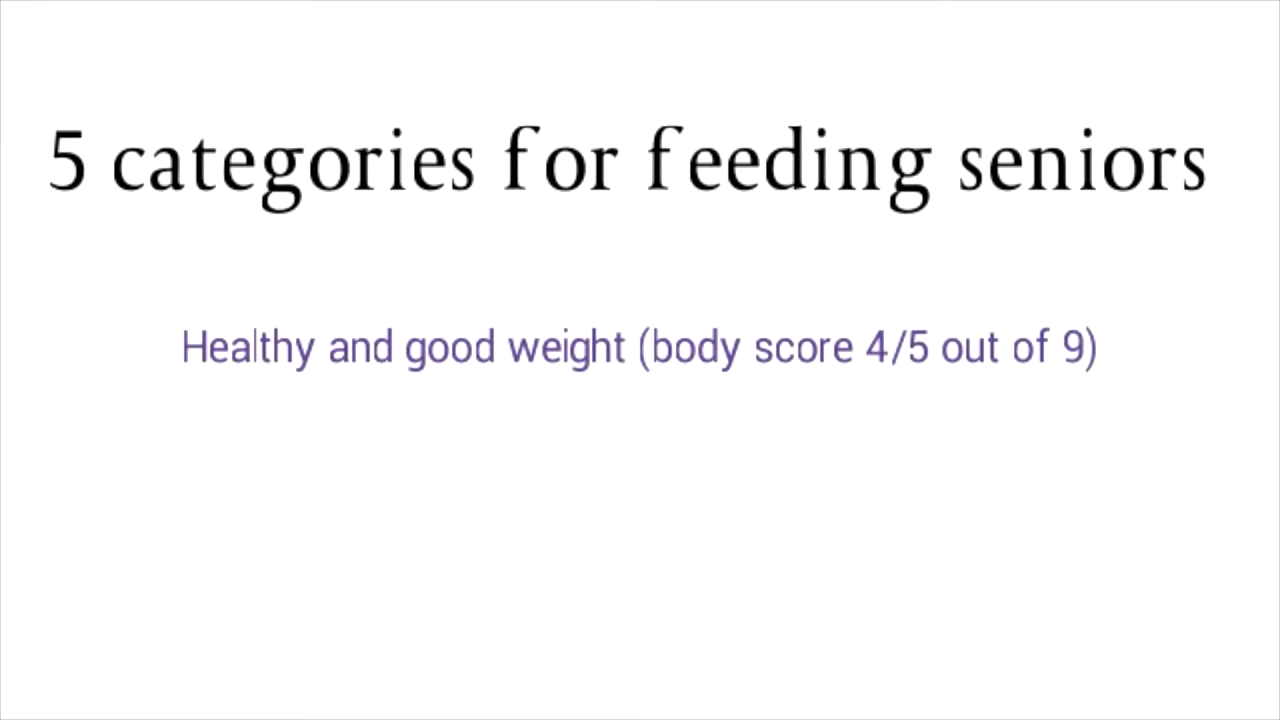 5 categories for feeding seniors
Healthy and good weight (body score 4/5 out of 9)